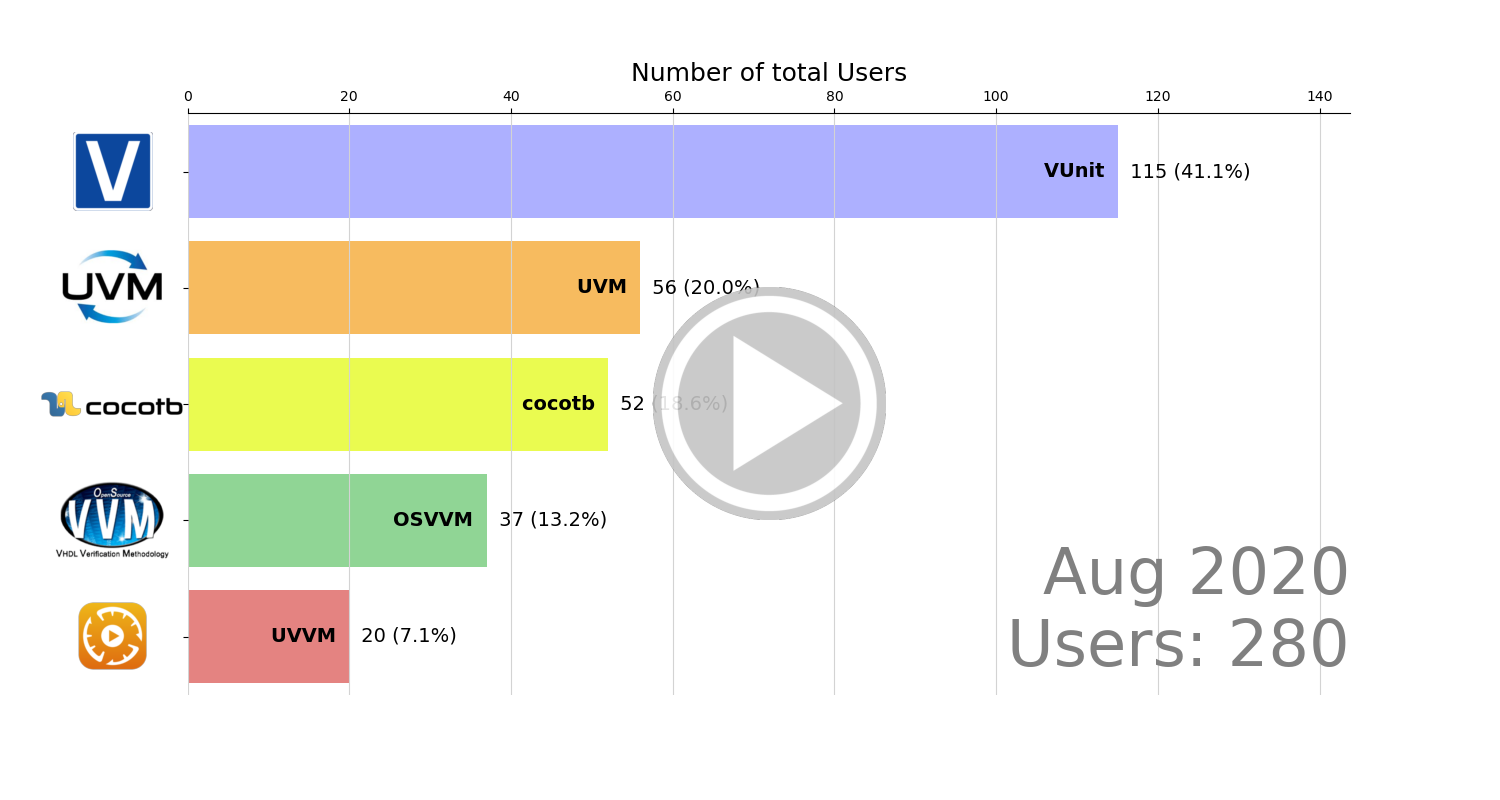 Number of total Users
0 20 40 60 80 100 120 140
V
VUnit 115 (41.1%)
UVM
UVM 56 (20.0%)
cocotb
cocotb 52 (18.6%)
OpenSource
VVM
VHDL Verification Methodology
OSVVM 37 (13.2%)
UVVM 20 (7.1%)
Aug 2020
Users: 280